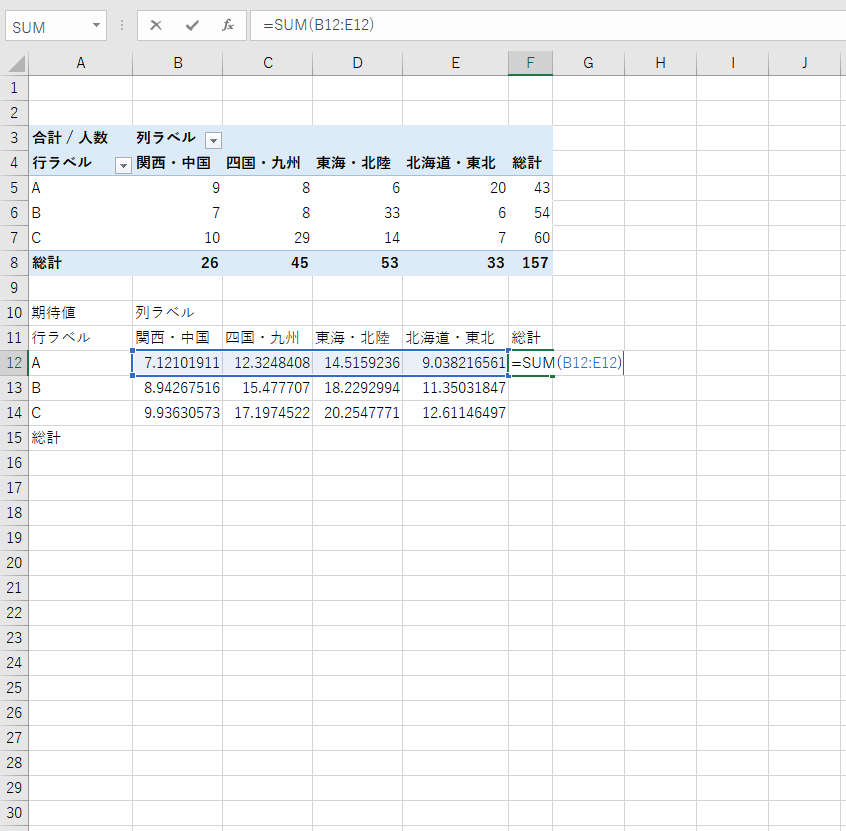 SUM =SUM(B12:E12)
A B C D E F G H I J
1
2
3 合計 / 人数 列ラベル
4 行ラベル 関西・中国 四国・九州 東海・北陸 北海道・東北 総計
5 A 9 8 6 20 43
6 B 7 8 33 6 54
7 C 10 29 14 7 60
8 総計 26 45 53 33 157
9
10 期待値 列ラベル
11 行ラベル 関西・中国 四国・九州 東海・北陸 北海道・東北 総計
12 A 7.12101911 12.3248408 14.5159236 9.038216561 =SUM(B12:E12)
13 B 8.94267516 15.477707 18.2292994 11.35031847
14 C 9.93630573 17.1974522 20.2547771 12.61146497
15 総計
16
17
18
19
20
21
22
23
24
25
26
27
28
29
30